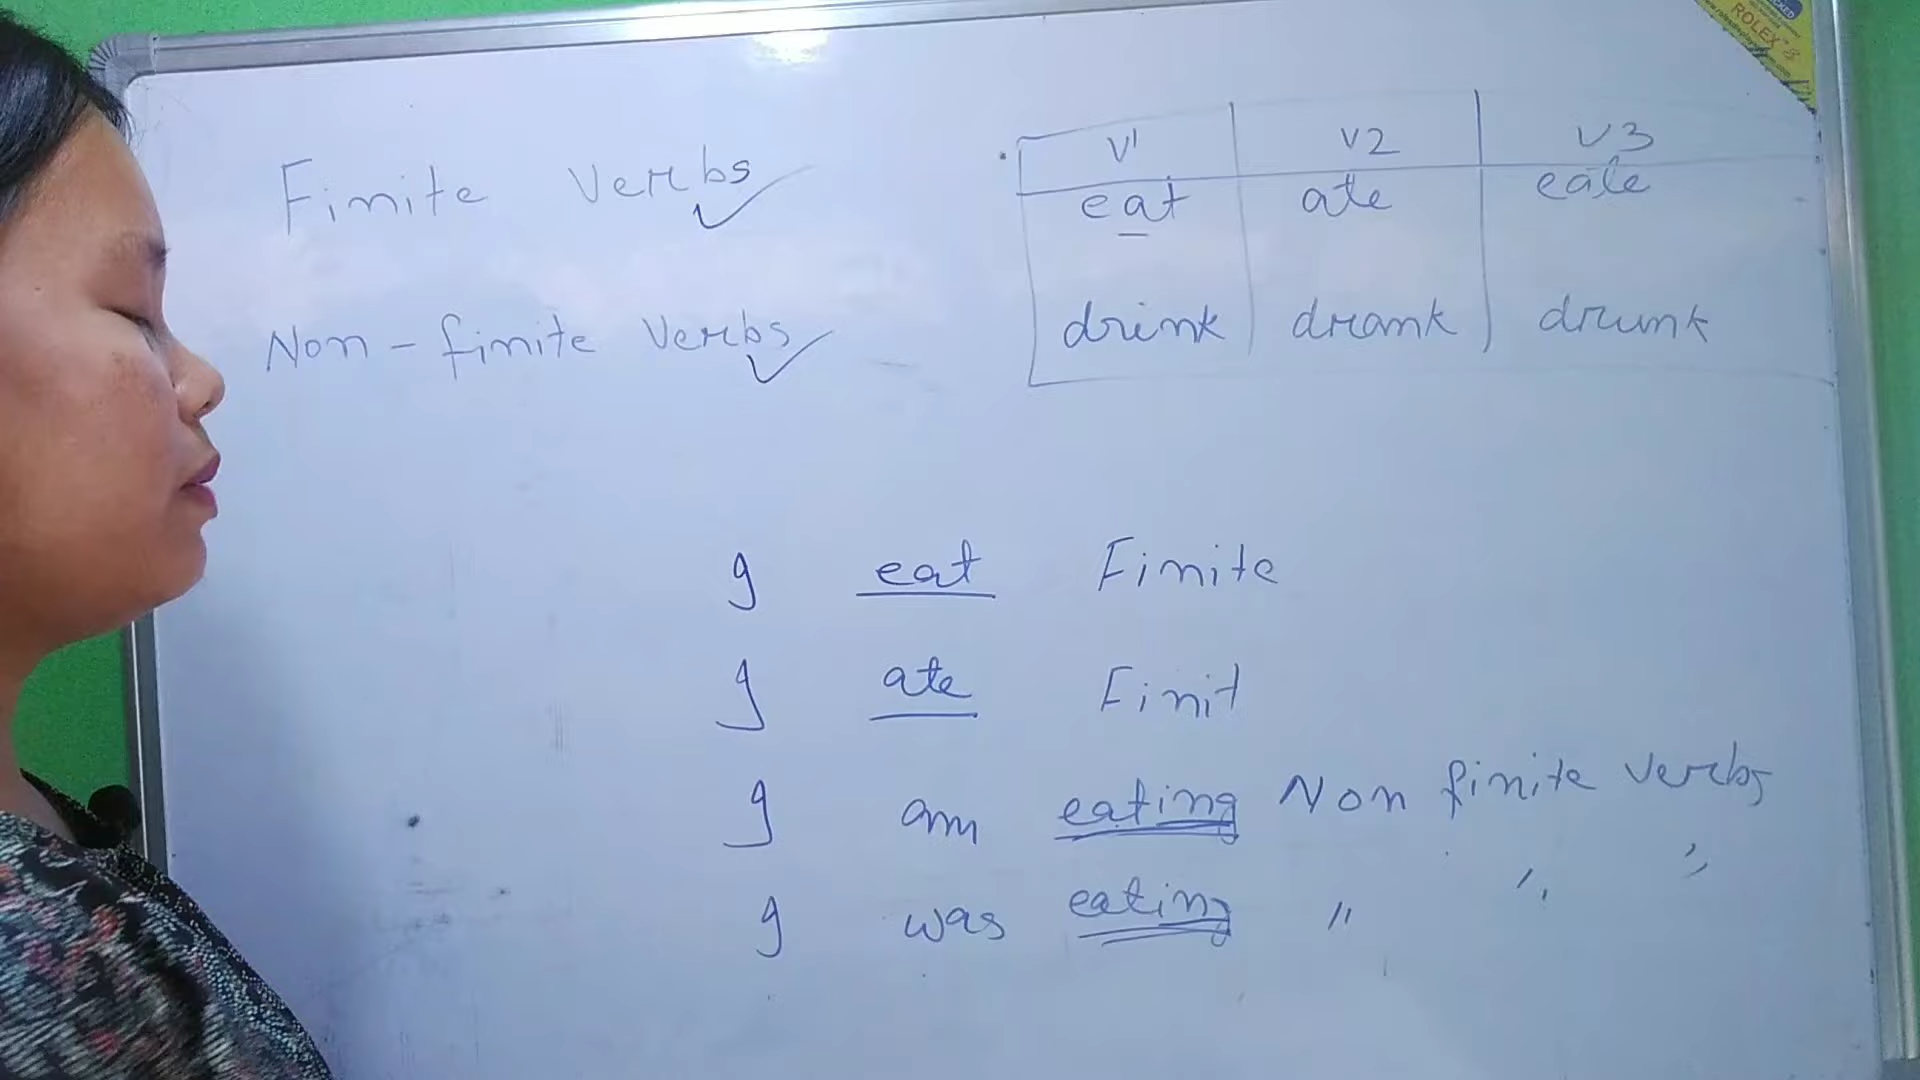 ROLEX
Finite Verbs
Non - finite Verbs
V1 V2 V3
eat ate
drink drank drunk
I eat Finite
I ate Finit
I am eating Non finite verbs
I was eating " " "